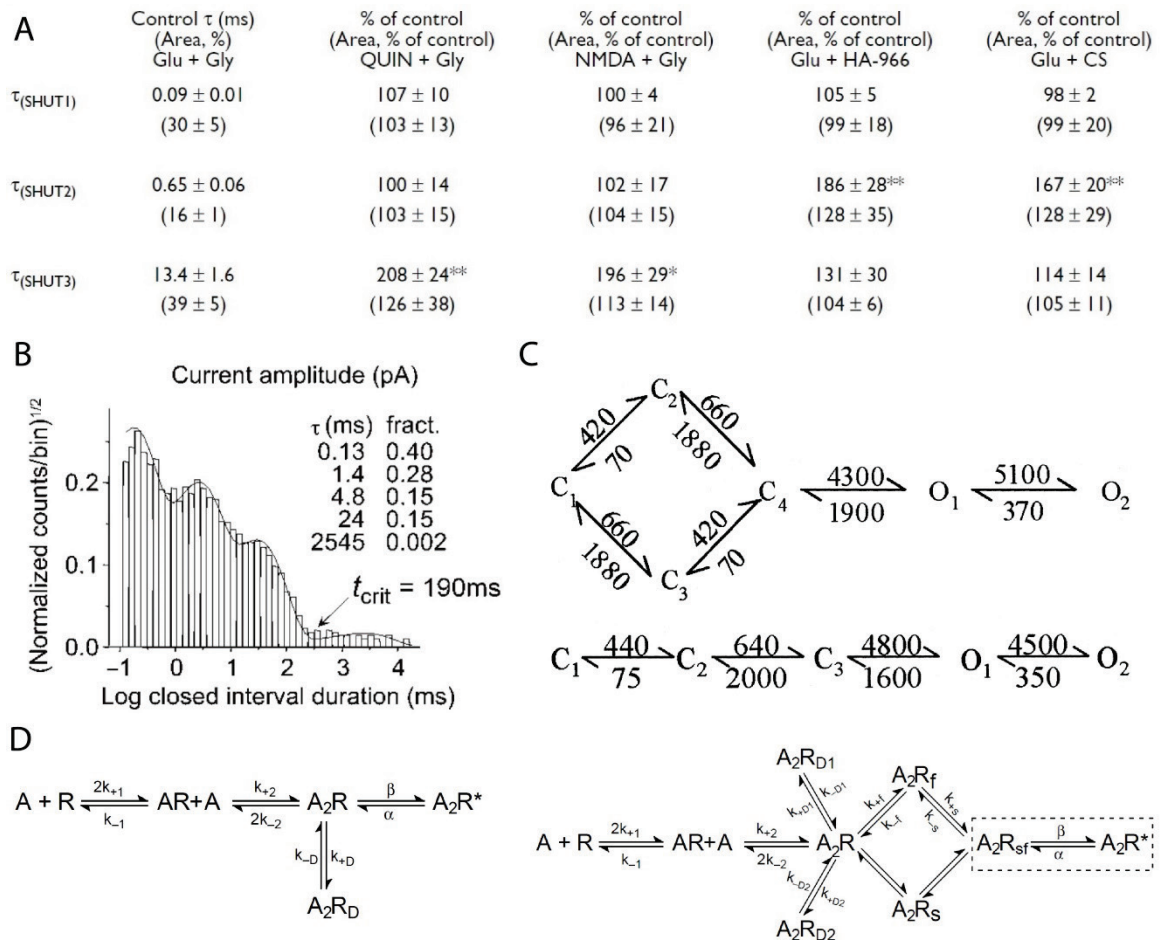 A
Control τ (ms)
(Area, %)
Glu + Gly
% of control
(Area, % of control)
QUIN + Gly
% of control
(Area, % of control)
NMDA + Gly
% of control
(Area, % of control)
Glu + HA-966
% of control
(Area, % of control)
Glu + CS
τ(SHUT1) 0.09 ± 0.01 107 ± 10 100 ± 4 105 ± 5 98 ± 2
(30 ± 5) (103 ± 13) (96 ± 21) (99 ± 18) (99 ± 20)
τ(SHUT2) 0.65 ± 0.06 100 ± 14 102 ± 17 186 ± 28** 167 ± 20**
(16 ± 1) (103 ± 15) (104 ± 15) (128 ± 35) (128 ± 29)
τ(SHUT3) 13.4 ± 1.6 208 ± 24** 196 ± 29* 131 ± 30 114 ± 14
(39 ± 5) (126 ± 38) (113 ± 14) (104 ± 6) (105 ± 11)
B
Current amplitude (pA)
(Normalized counts/bin)1/2
0.2
0.1
0.0
τ (ms) fract.
0.13 0.40
1.4 0.28
4.8 0.15
24 0.15
2545 0.002
tcrit = 190ms
−1 0 1 2 3 4
Log closed interval duration (ms)
C
C2
420
70
660
1880
C1
C4
4300
1900
O1
5100
370
O2
660
1880
420
70
C3
C1 440 C2 640 C3 4800 O1 4500 O2
75 2000 1600 350
D
A + R 2k+1 AR+A k+2 A2R β A2R*
k−1 2k−2 α
k−D k+D
A2RD
A2RD1
k+D1 k−D1
A2Rf
k+f k−f
k+s k−s
A + R 2k+1 AR+A k+2 A2R A2Rsf β A2R*
k−1 2k−2 α
k−D2 k+D2
A2RD2
A2Rs